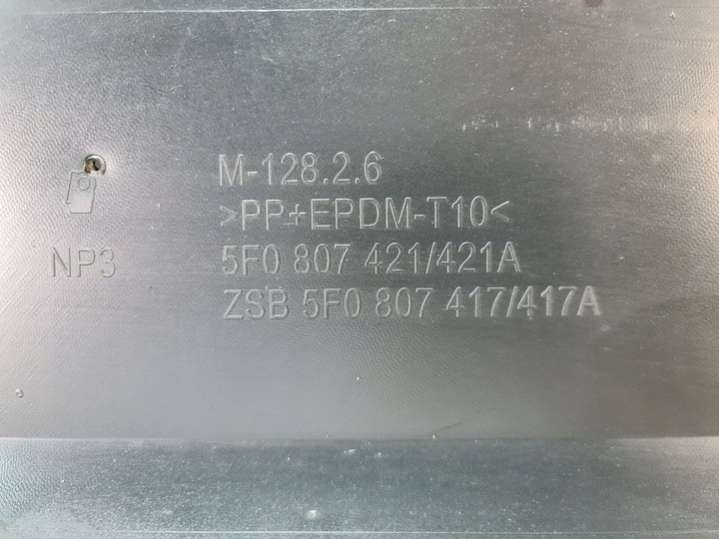 M-128.2.6
>PP+EPDM-T10<
NP3
5F0 807 421/421A
ZSB 5F0 807 417/417A